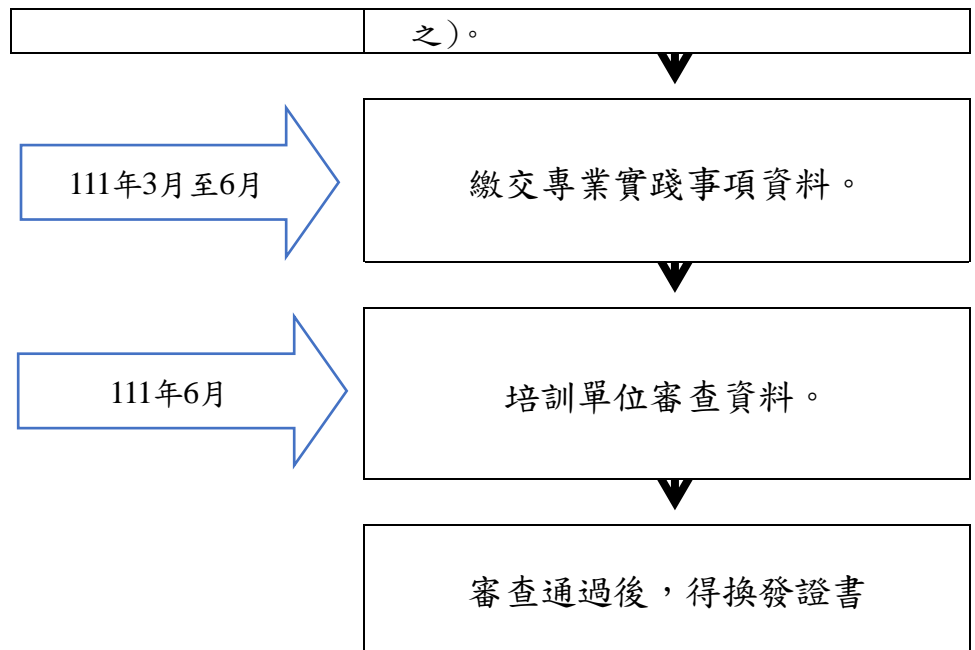 之)。
111年3月至6月
繳交專業實踐事項資料。
111年6月
培訓單位審查資料。
審查通過後，得換發證書